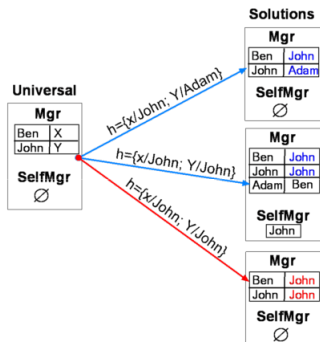 Solutions
Mgr
Ben John
John Adam
SelfMgr
∅
Universal
Mgr
Ben X
John Y
SelfMgr
∅
h={x/John; Y/Adam}
h={x/John; Y/John}
h={x/John; Y/John}
Mgr
Ben John
John John
Adam Ben
SelfMgr
John
Mgr
Ben John
John John
SelfMgr
∅